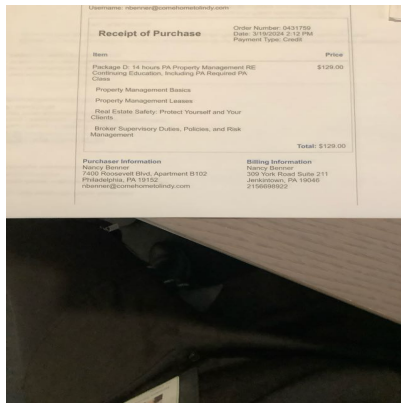 Username: nbenner@comehometolindy.com
Receipt of Purchase
Order Number: 0431759
Date: 3/19/2024 2:12 PM
Payment Type: Credit
Item Price
Package D: 14 hours PA Property Management RE $129.00
Continuing Education, Including PA Required PA
Class
Property Management Basics
Property Management Leases
Real Estate Safety: Protect Yourself and Your
Clients
Broker Supervisory Duties, Policies, and Risk
Management
Total: $129.00
Purchaser Information
Nancy Benner
7400 Roosevelt Blvd, Apartment B102
Philadelphia, PA 19152
nbenner@comehometolindy.com
Billing Information
Nancy Benner
309 York Road Suite 211
Jenkintown, PA 19046
2156698922